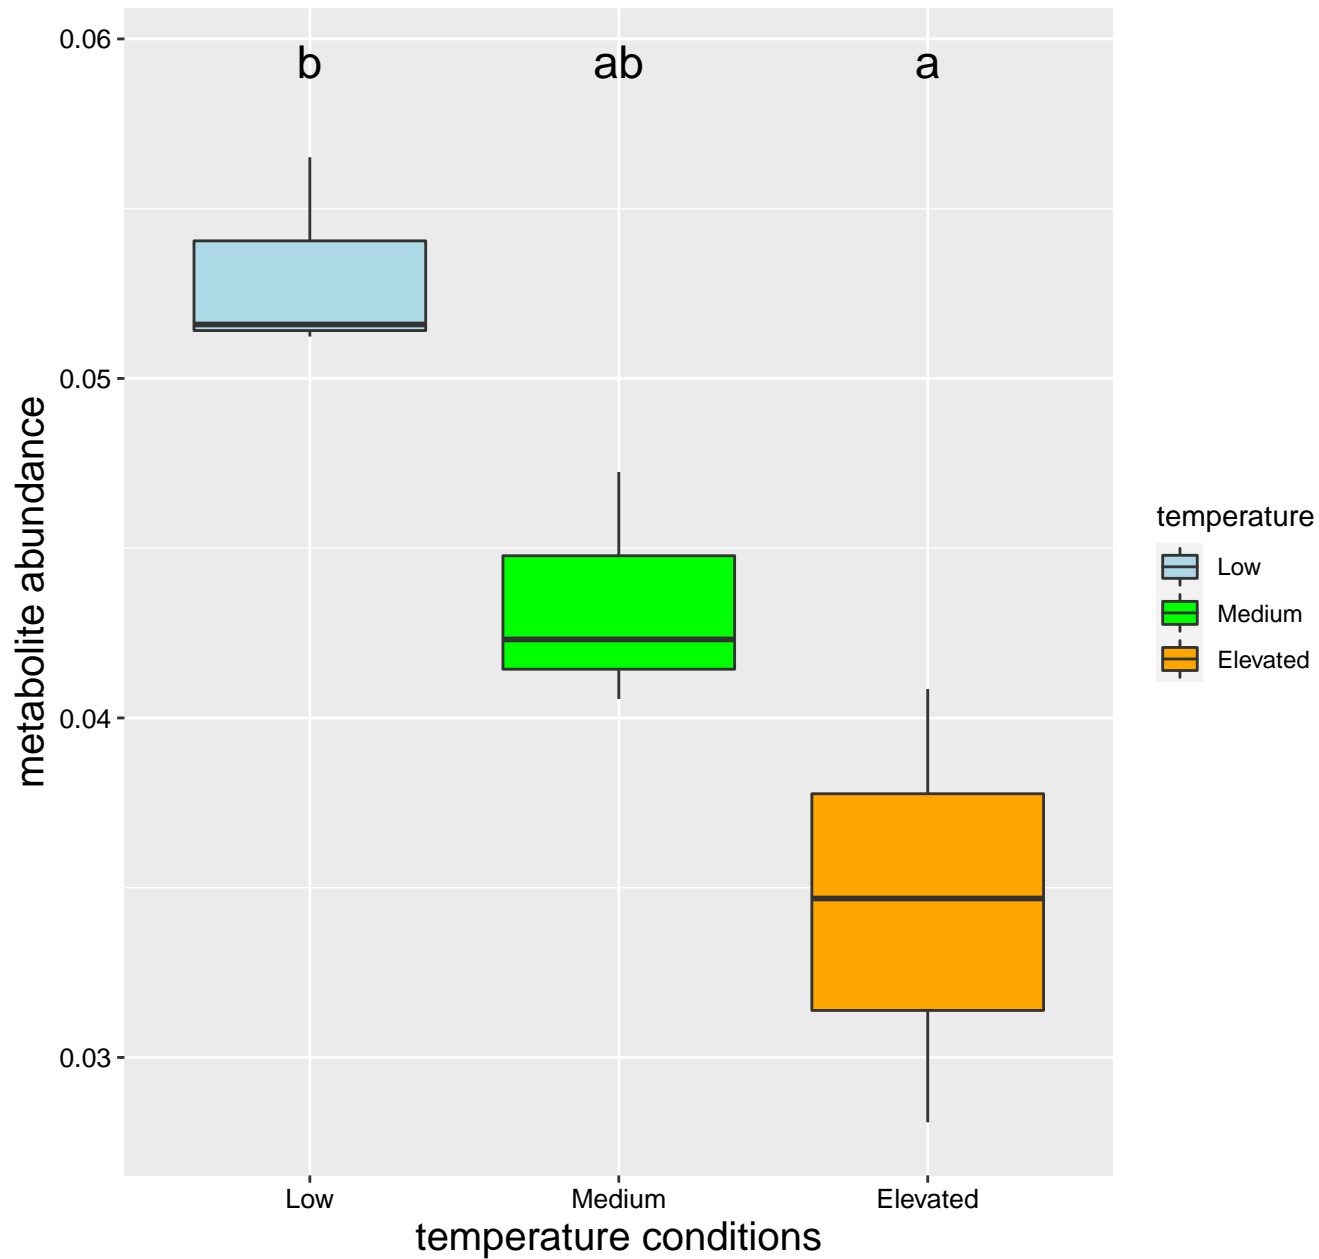 b ab a
0.06
0.05
0.04
0.03
metabolite abundance
Low Medium Elevated
temperature conditions
temperature
Low
Medium
Elevated